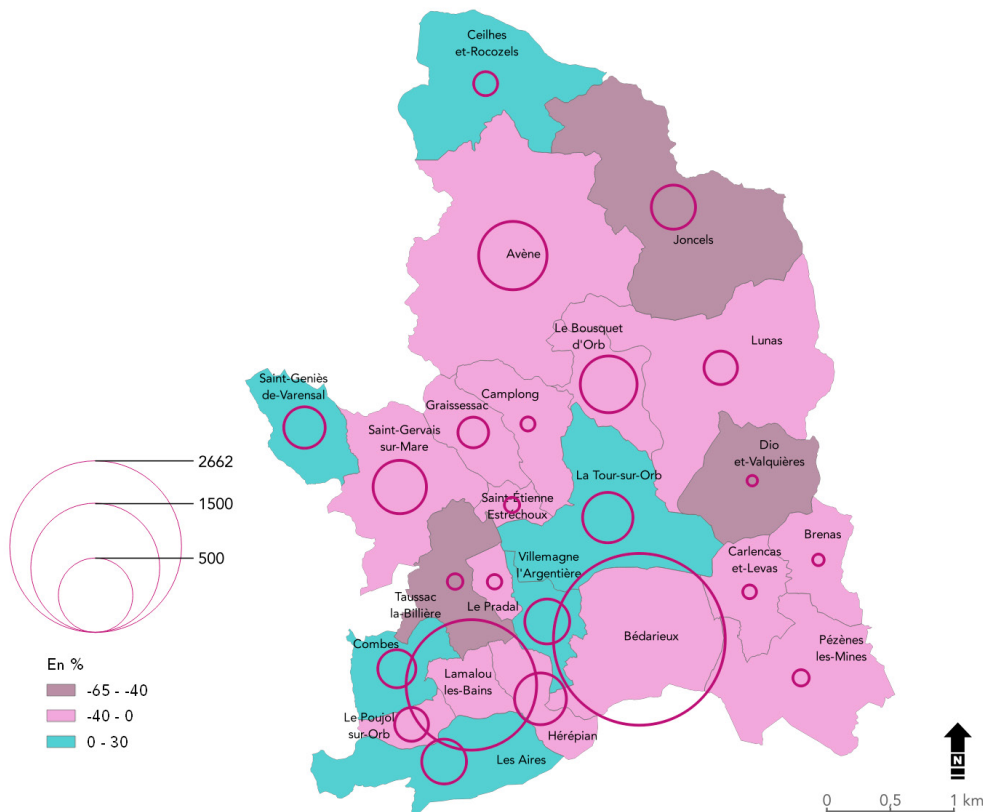 Ceilhes
et-Rocozels
Joncels
Avène
Le Bousquet
d'Orb
Lunas
Saint-Geniès
de-Varensal
Camplong
Graissessac
Saint-Gervais
sur-Mare
Dio
et-Valquières
La Tour-sur-Orb
Saint-Étienne
Estréchoux
2662
1500
500
Brenas
Carlencas
et-Levas
Villemagne
l'Argentière
Taussac
la-Billière
Le Pradal
Bédarieux
Pézènes
les-Mines
Combes
Lamalou
les-Bains
Le Poujol
sur-Orb
Hérépian
Les Aires
En %
-65 - -40
-40 - 0
0 - 30
N
0 0,5 1 km